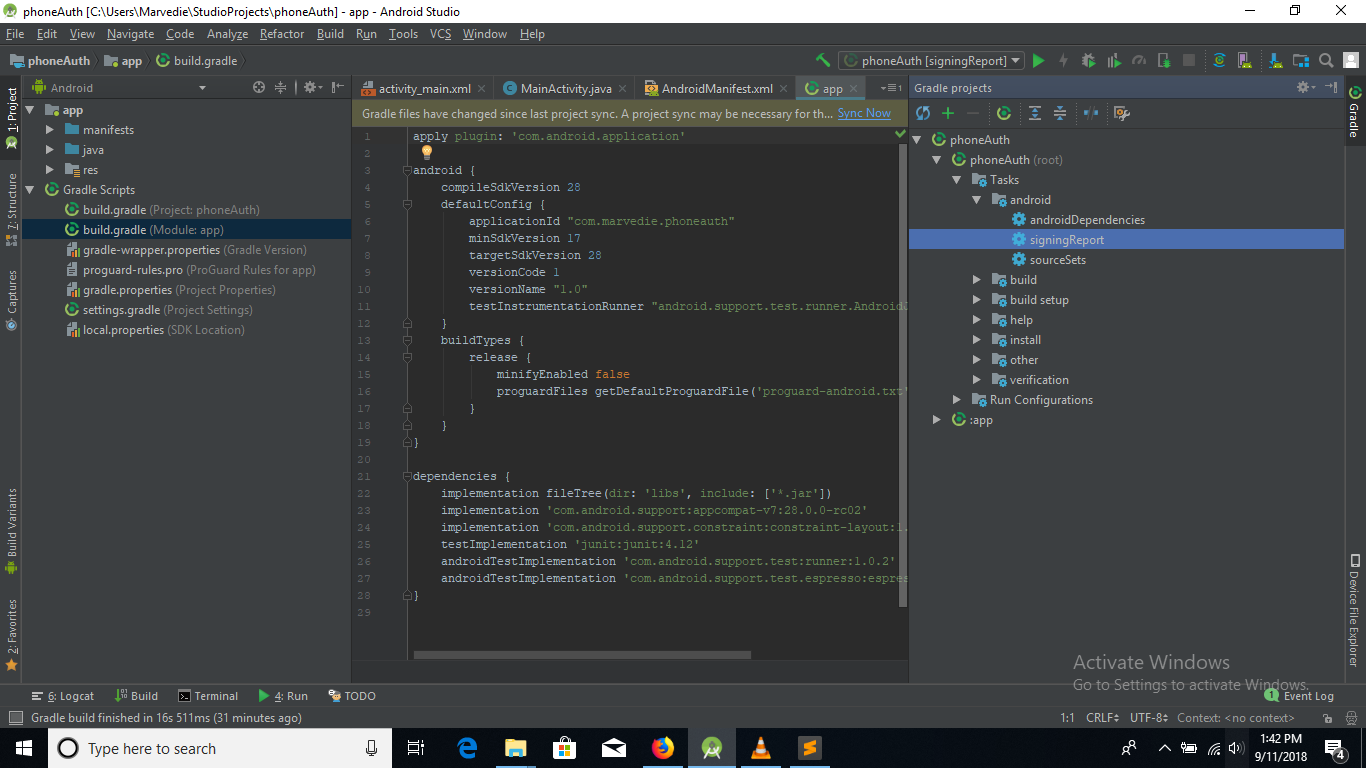 phoneAuth [C:\Users\Marvedie\StudioProjects\phoneAuth] - app - Android Studio
File Edit View Navigate Code Analyze Refactor Build Run Tools VCS Window Help
phoneAuth app build.gradle
phoneAuth [signingReport]
Android
activity_main.xml MainActivity.java AndroidManifest.xml app
1
Gradle projects
1: Project
Z: Structure
Captures
Build Variants
2: Favorites
app
manifests
java
res
Gradle Scripts
build.gradle (Project: phoneAuth)
build.gradle (Module: app)
gradle-wrapper.properties (Gradle Version)
proguard-rules.pro (ProGuard Rules for app)
gradle.properties (Project Properties)
settings.gradle (Project Settings)
local.properties (SDK Location)
Gradle files have changed since last project sync. A project sync may be necessary for th... Sync Now
1 apply plugin: 'com.android.application'
2
3 android {
4 compileSdkVersion 28
5 defaultConfig {
6 applicationId "com.marvedie.phoneauth"
7 minSdkVersion 17
8 targetSdkVersion 28
9 versionCode 1
10 versionName "1.0"
11 testInstrumentationRunner "android.support.test.runner.Android
12 }
13 buildTypes {
14 release {
15 minifyEnabled false
16 proguardFiles getDefaultProguardFile('proguard-android.txt'
17 }
18 }
19 }
20
21 dependencies {
22 implementation fileTree(dir: 'libs', include: ['*.jar'])
23 implementation 'com.android.support:appcompat-v7:28.0.0-rc02'
24 implementation 'com.android.support.constraint:constraint-layout:1.
25 testImplementation 'junit:junit:4.12'
26 androidTestImplementation 'com.android.support.test:runner:1.0.2'
27 androidTestImplementation 'com.android.support.test.espresso:espres
28 }
29
phoneAuth
phoneAuth (root)
Tasks
android
androidDependencies
signingReport
sourceSets
build
build setup
help
install
other
verification
Run Configurations
:app
Gradle
Device File Explorer
Activate Windows
Go to Settings to activate Windows.
6: Logcat Build Terminal 4: Run TODO
1 Event Log
Gradle build finished in 16s 511ms (31 minutes ago)
1:1 CRLF UTF-8 Context: <no context>
Type here to search
1:42 PM
9/11/2018
4